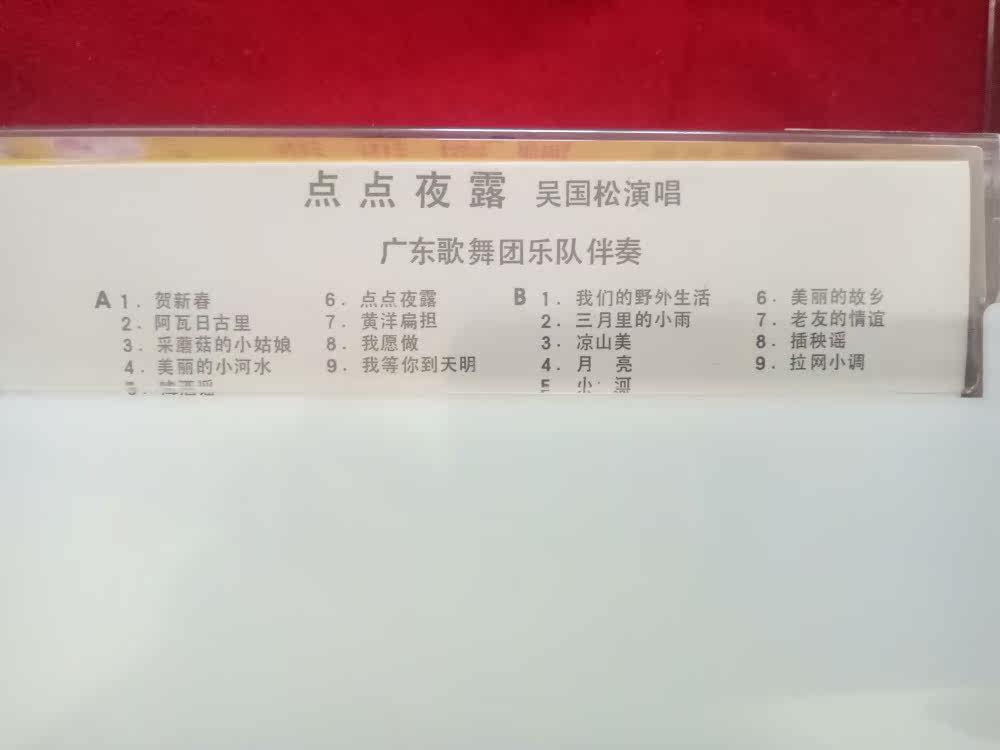 点点夜露 吴国松演唱
广东歌舞团乐队伴奏
A 1. 贺新春
2. 阿瓦日古里
3. 采蘑菇的小姑娘
4. 美丽的小河水
5.
6. 点点夜露
7. 黄洋扁担
8. 我愿做
9. 我等你到天明
B 1. 我们的野外生活
2. 三月里的小雨
3. 凉山美
4. 月 亮
5. 小 河
6. 美丽的故乡
7. 老友的情谊
8. 插秧谣
9. 拉网小调